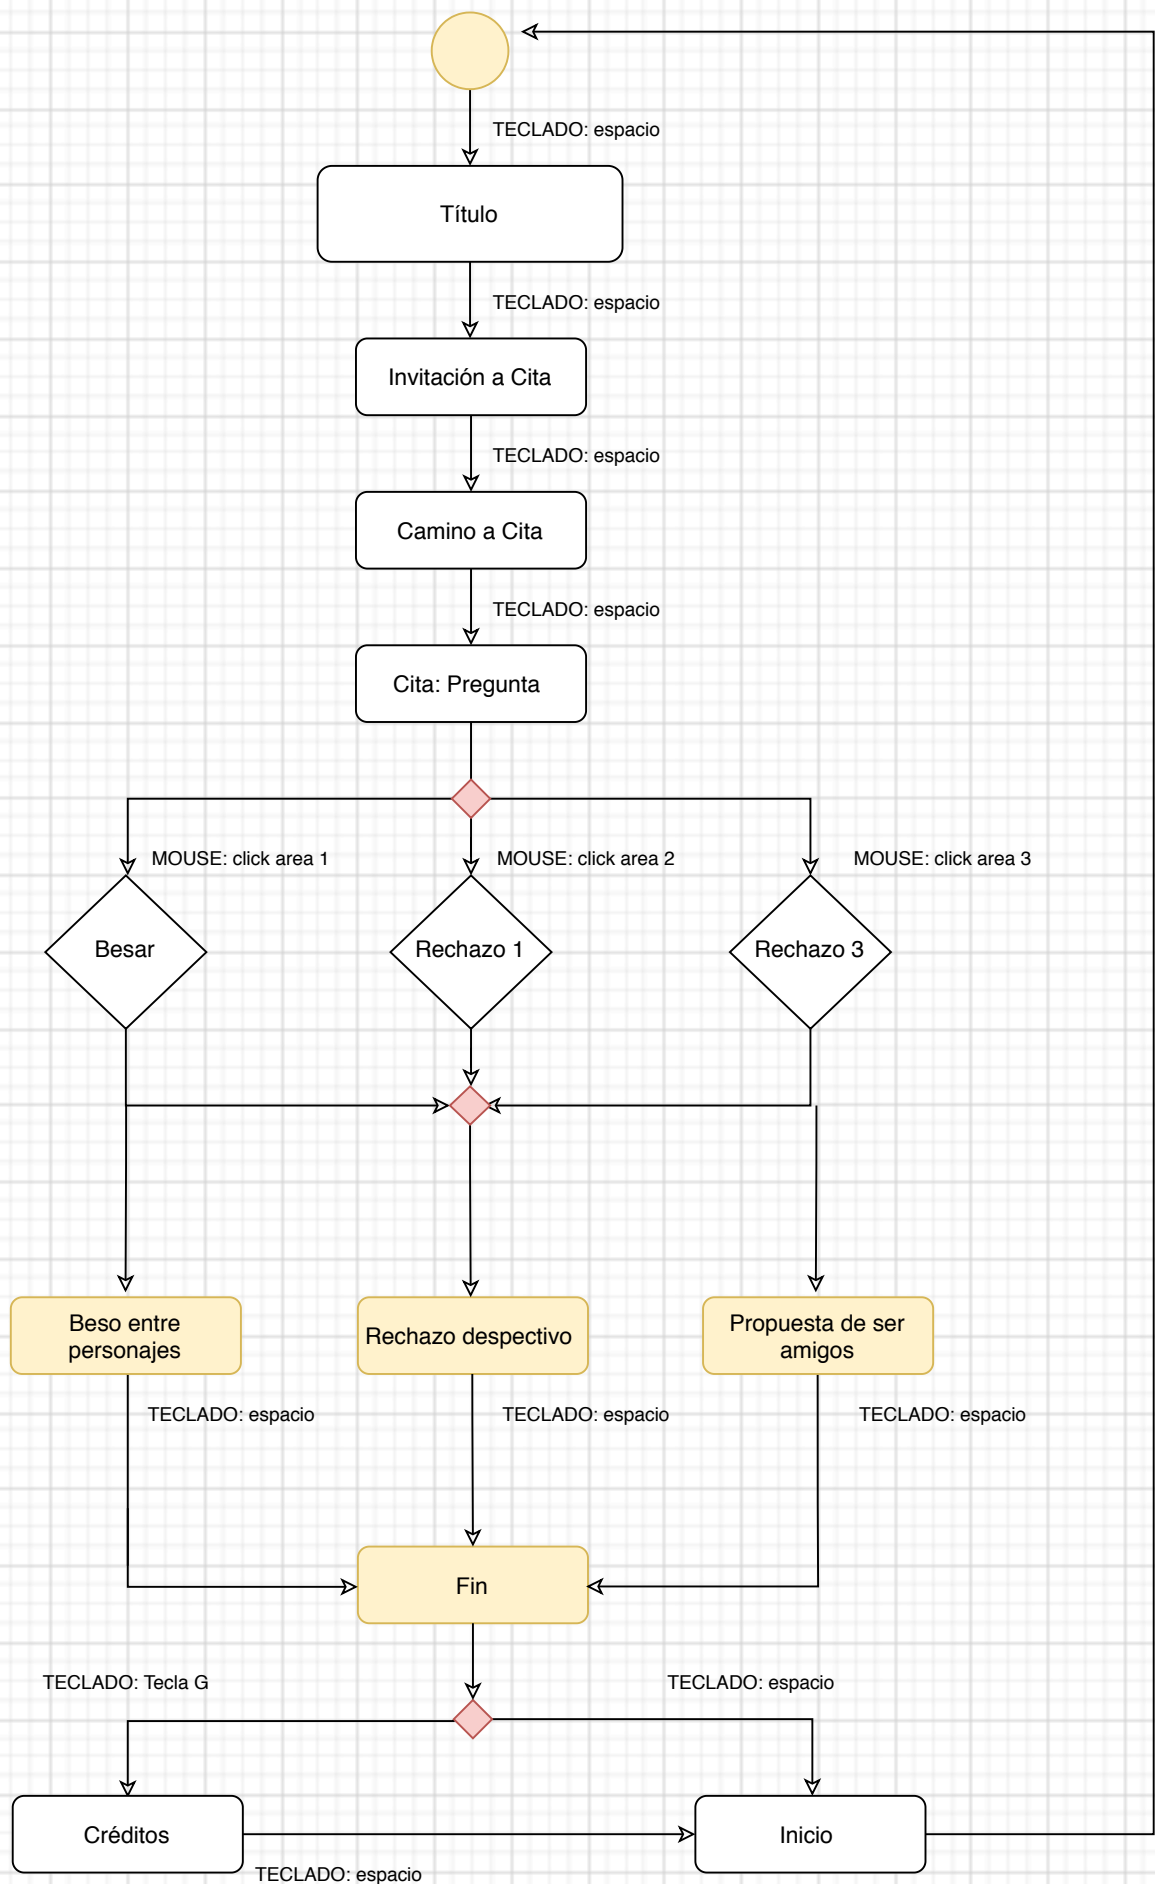 TECLADO: espacio
Título
TECLADO: espacio
Invitación a Cita
TECLADO: espacio
Camino a Cita
TECLADO: espacio
Cita: Pregunta
MOUSE: click area 1
MOUSE: click area 2
MOUSE: click area 3
Besar
Rechazo 1
Rechazo 3
Beso entre
personajes
Rechazo despectivo
Propuesta de ser
amigos
TECLADO: espacio
TECLADO: espacio
TECLADO: espacio
Fin
TECLADO: Tecla G
TECLADO: espacio
Créditos
Inicio
TECLADO: espacio